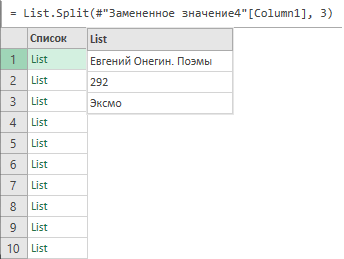 = List.Split(#"Замененное значение4"[Column1], 3)
Список
List
1 List
Евгений Онегин. Поэмы
2 List
292
3 List
Эксмо
4 List
5 List
6 List
7 List
8 List
9 List
10 List